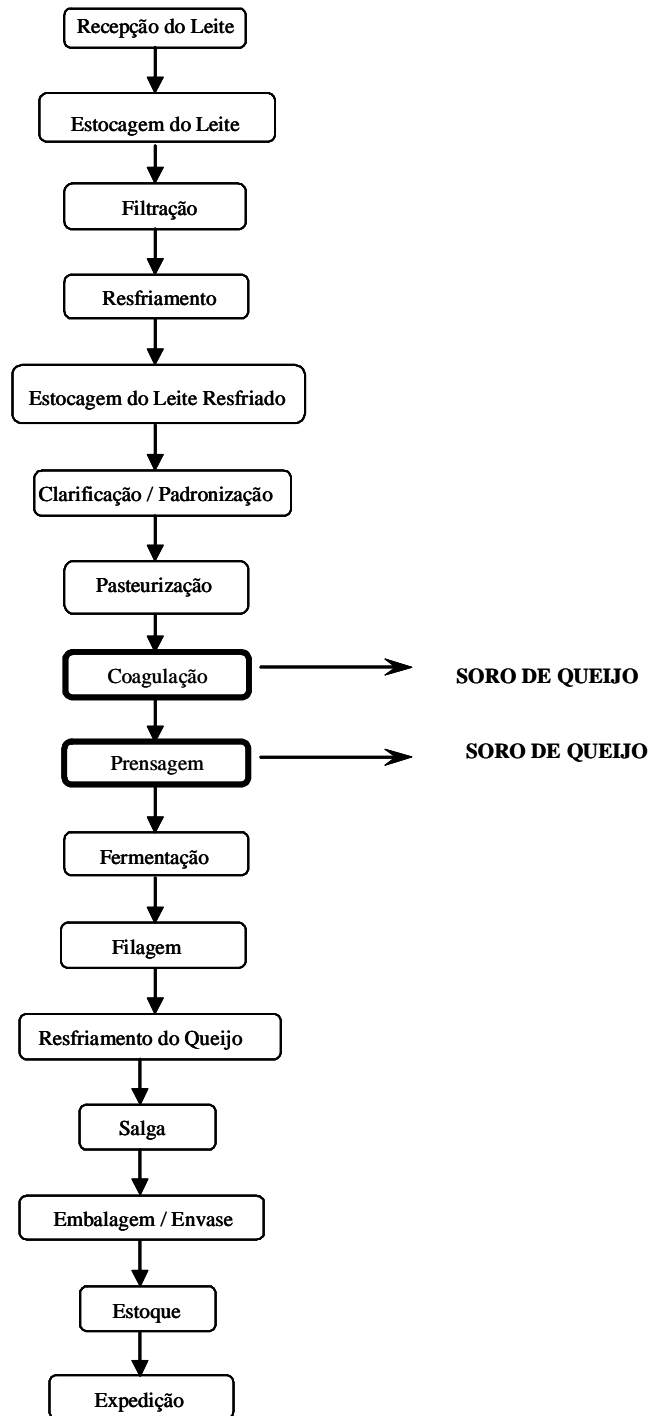 Recepção do Leite
Estocagem do Leite
Filtração
Resfriamento
Estocagem do Leite Resfriado
Clarificação / Padronização
Pasteurização
Coagulação
SORO DE QUEIJO
Prensagem
SORO DE QUEIJO
Fermentação
Filagem
Resfriamento do Queijo
Salga
Embalagem / Envase
Estoque
Expedição